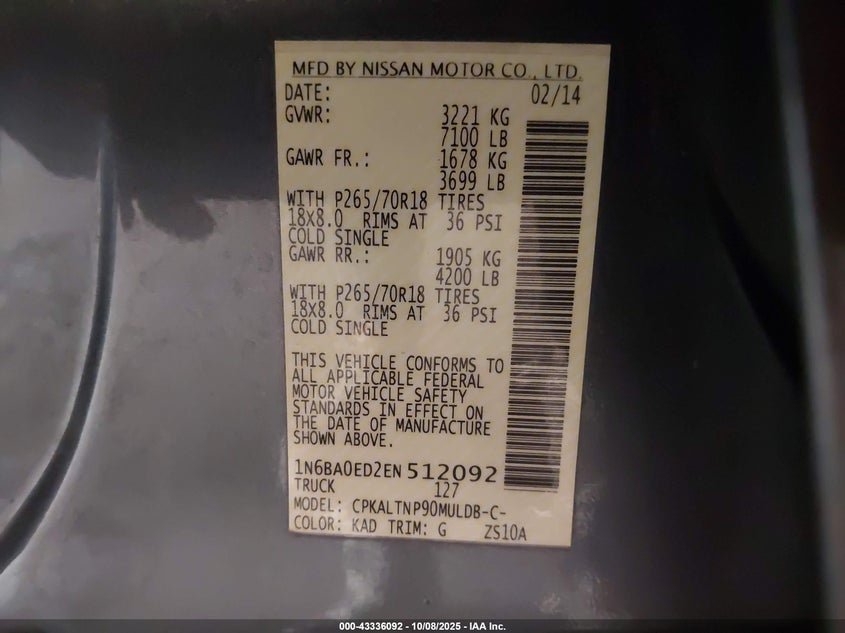 MFD BY NISSAN MOTOR CO., LTD.
DATE: 02/14
GVWR: 3221 KG
7100 LB
GAWR FR.: 1678 KG
3699 LB
WITH P265/70R18 TIRES
18X8.0 RIMS AT 36 PSI
COLD SINGLE
GAWR RR.: 1905 KG
4200 LB
WITH P265/70R18 TIRES
18X8.0 RIMS AT 36 PSI
COLD SINGLE
THIS VEHICLE CONFORMS TO
ALL APPLICABLE FEDERAL
MOTOR VEHICLE SAFETY
STANDARDS IN EFFECT ON
THE DATE OF MANUFACTURE
SHOWN ABOVE.
1N6BA0ED2EN512092
TRUCK 127
MODEL: CPKALTNP90MULDB-C-
COLOR: KAD TRIM: G ZS10A
000-43336092 - 10/08/2025 - IAA Inc.